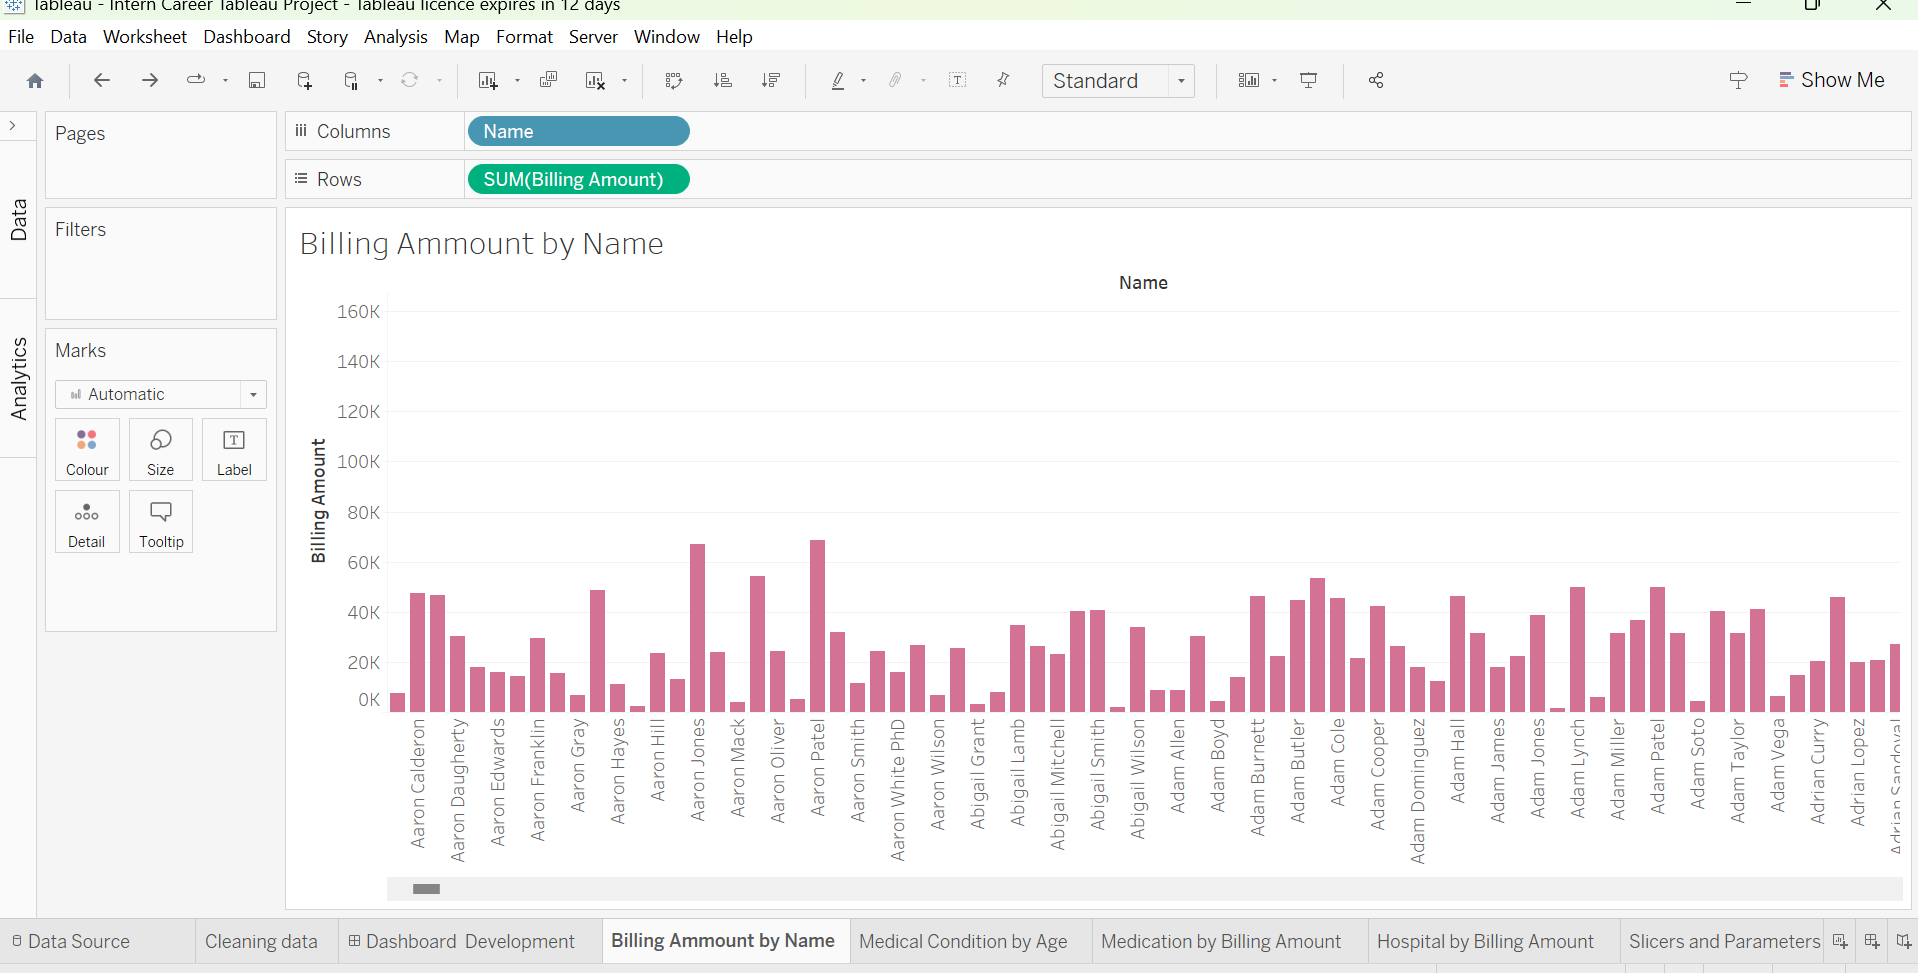 Tableau - Intern Career Tableau Project - Tableau licence expires in 12 days
File Data Worksheet Dashboard Story Analysis Map Format Server Window Help
Standard
Show Me
Pages
Columns
Name
Rows
SUM(Billing Amount)
Data
Analytics
Filters
Marks
Automatic
Colour
Size
Label
Detail
Tooltip
Billing Ammount by Name
Name
Billing Amount
160K
140K
120K
100K
80K
60K
40K
20K
0K
Aaron Calderon
Aaron Daugherty
Aaron Edwards
Aaron Franklin
Aaron Gray
Aaron Hayes
Aaron Hill
Aaron Jones
Aaron Mack
Aaron Oliver
Aaron Patel
Aaron Smith
Aaron White PhD
Aaron Wilson
Abigail Grant
Abigail Lamb
Abigail Mitchell
Abigail Smith
Abigail Wilson
Adam Allen
Adam Boyd
Adam Burnett
Adam Butler
Adam Cole
Adam Cooper
Adam Dominguez
Adam Hall
Adam James
Adam Jones
Adam Lynch
Adam Miller
Adam Patel
Adam Soto
Adam Taylor
Adam Vega
Adrian Curry
Adrian Lopez
Adrian Sandoval
Data Source
Cleaning data
Dashboard Development
Billing Ammount by Name
Medical Condition by Age
Medication by Billing Amount
Hospital by Billing Amount
Slicers and Parameters